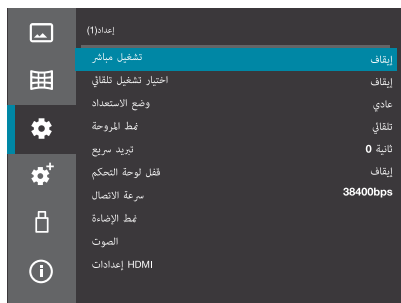 إعداد(1)
تشغيل مباشر إيقاف
اختيار تشغيل تلقائي إيقاف
وضع الاستعداد عادي
نمط المروحة تلقائي
تبريد سريع 0 ثانية
قفل لوحة التحكم إيقاف
سرعة الاتصال 38400bps
نمط الإضاءة
الصوت
إعدادات HDMI